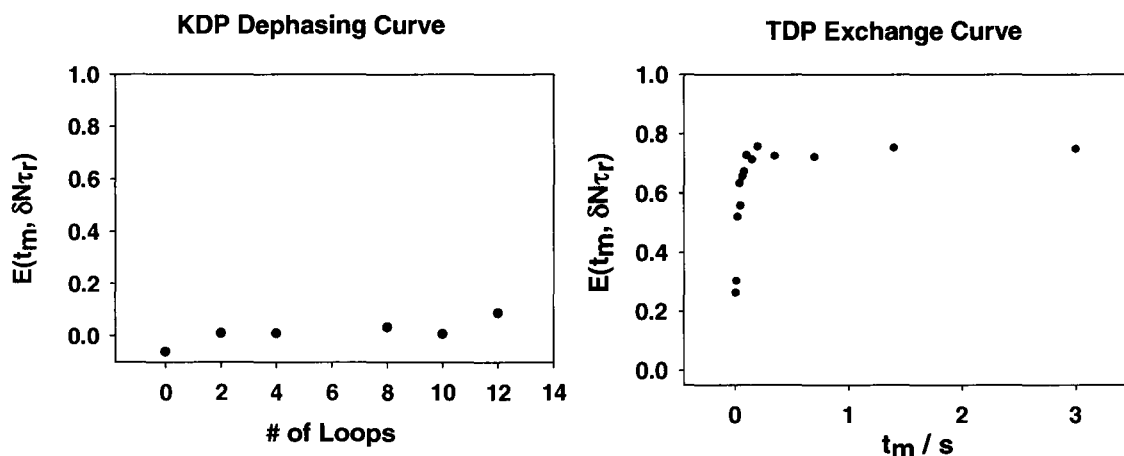 KDP Dephasing Curve
E(tm, δNτr)
1.0
0.8
0.6
0.4
0.2
0.0
0 2 4 6 8 10 12 14
# of Loops
TDP Exchange Curve
E(tm, δNτr)
1.0
0.8
0.6
0.4
0.2
0.0
0 1 2 3
tm / s